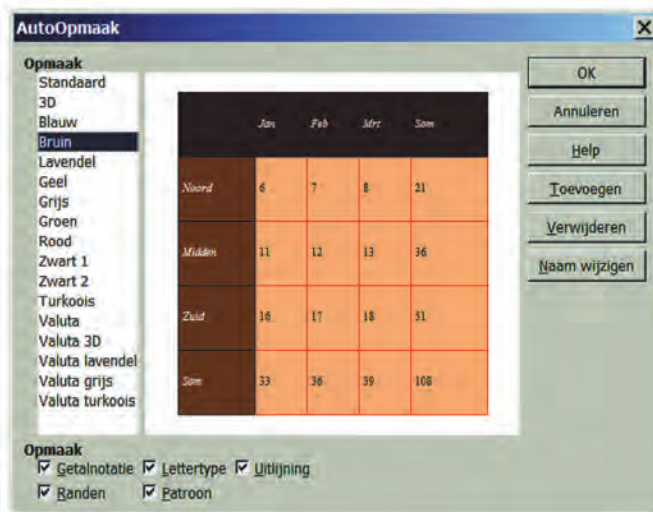 AutoOpmaak
Opmaak
Standaard
3D
Blauw
Bruin
Lavendel
Geel
Grijs
Groen
Rood
Zwart 1
Zwart 2
Turkoois
Valuta
Valuta 3D
Valuta lavendel
Valuta grijs
Valuta turkoois
Jan Feb Mrt Som
Noord 6 7 8 21
Midden 11 12 13 36
Zuid 16 17 18 51
Som 33 36 39 108
OK
Annuleren
Help
Toevoegen
Verwijderen
Naam wijzigen
Opmaak
Getalnotatie Lettertype Uitlijning
Randen Patroon